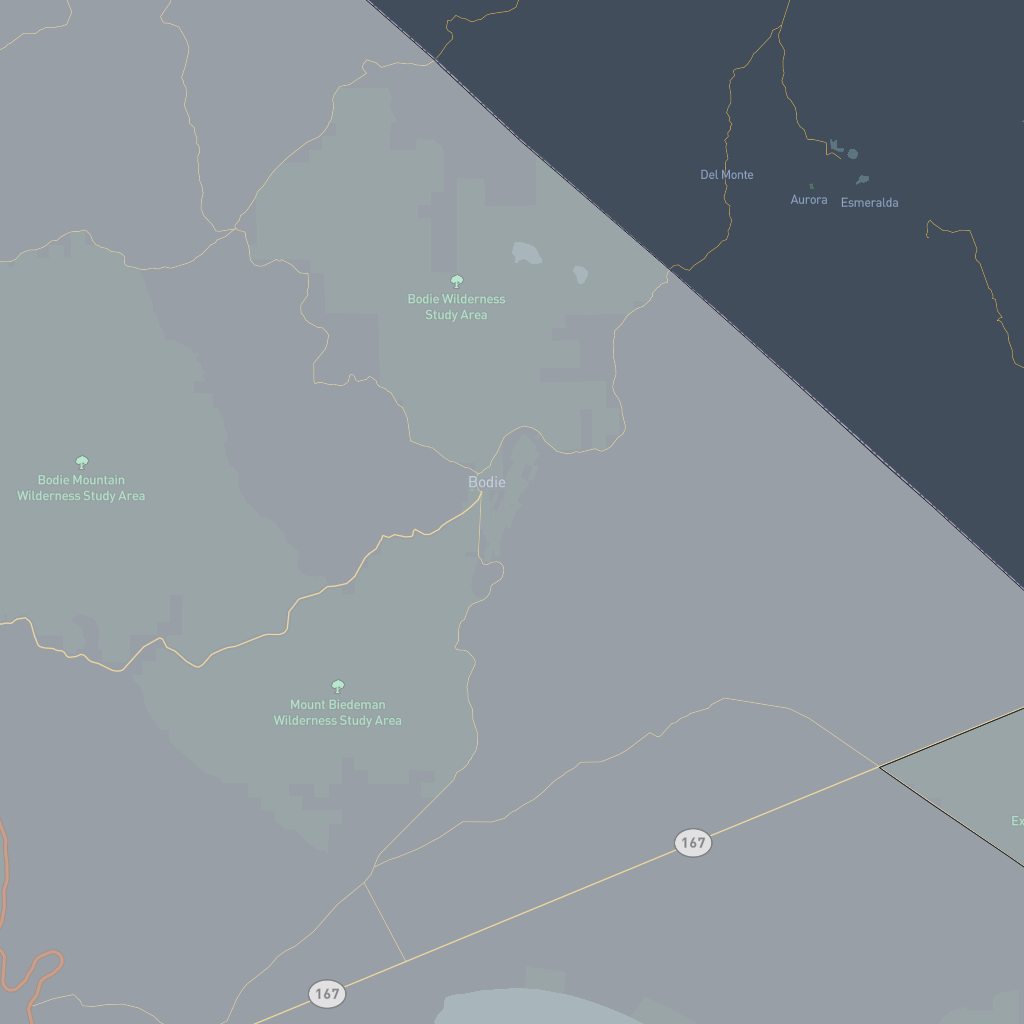 Del Monte
Aurora
Esmeralda
Bodie Wilderness
Study Area
Bodie Mountain
Wilderness Study Area
Bodie
Mount Biedeman
Wilderness Study Area
Ex
167
167